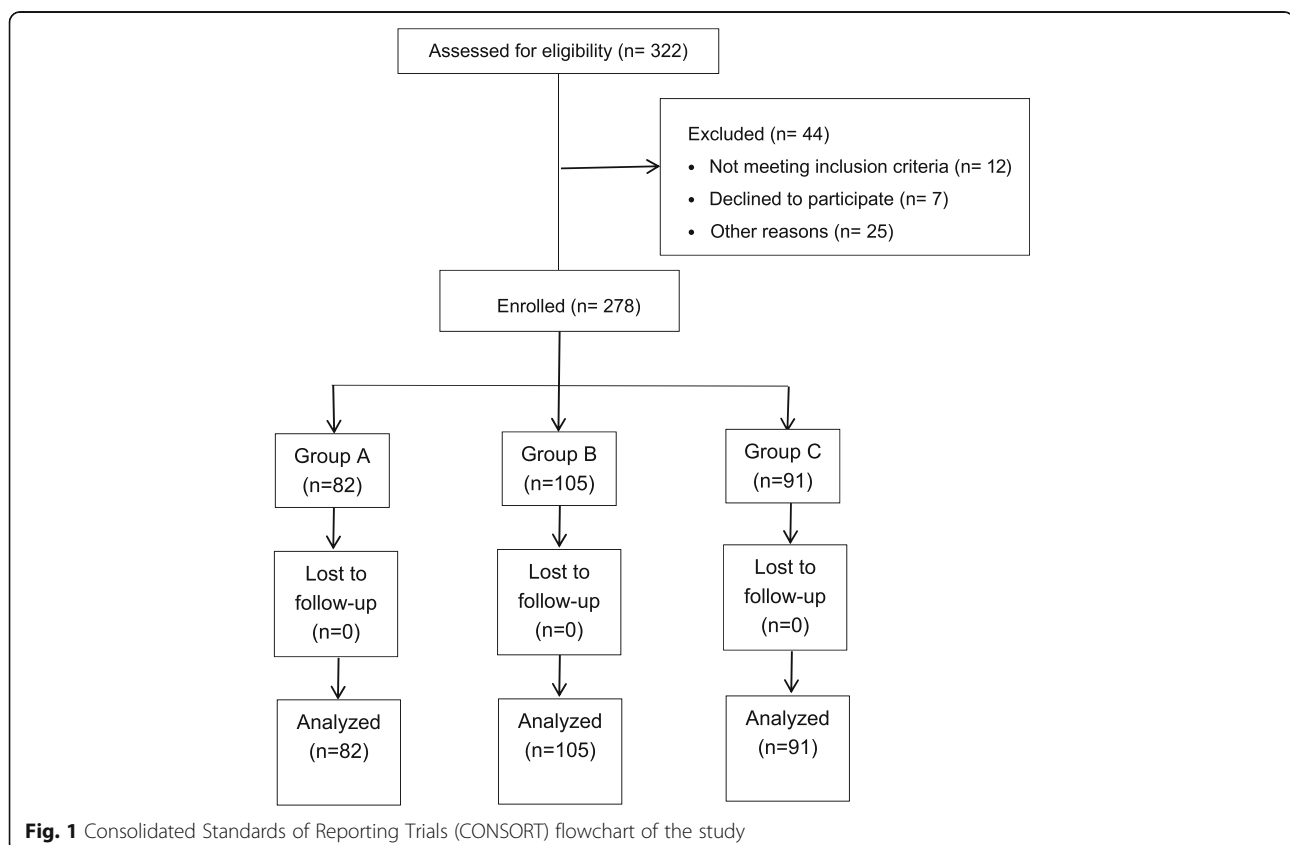 Assessed for eligibility (n= 322)
Excluded (n= 44)
• Not meeting inclusion criteria (n= 12)
• Declined to participate (n= 7)
• Other reasons (n= 25)
Enrolled (n= 278)
Group A
(n=82)
Group B
(n=105)
Group C
(n=91)
Lost to
follow-up
(n=0)
Lost to
follow-up
(n=0)
Lost to
follow-up
(n=0)
Analyzed
(n=82)
Analyzed
(n=105)
Analyzed
(n=91)
Fig. 1 Consolidated Standards of Reporting Trials (CONSORT) flowchart of the study